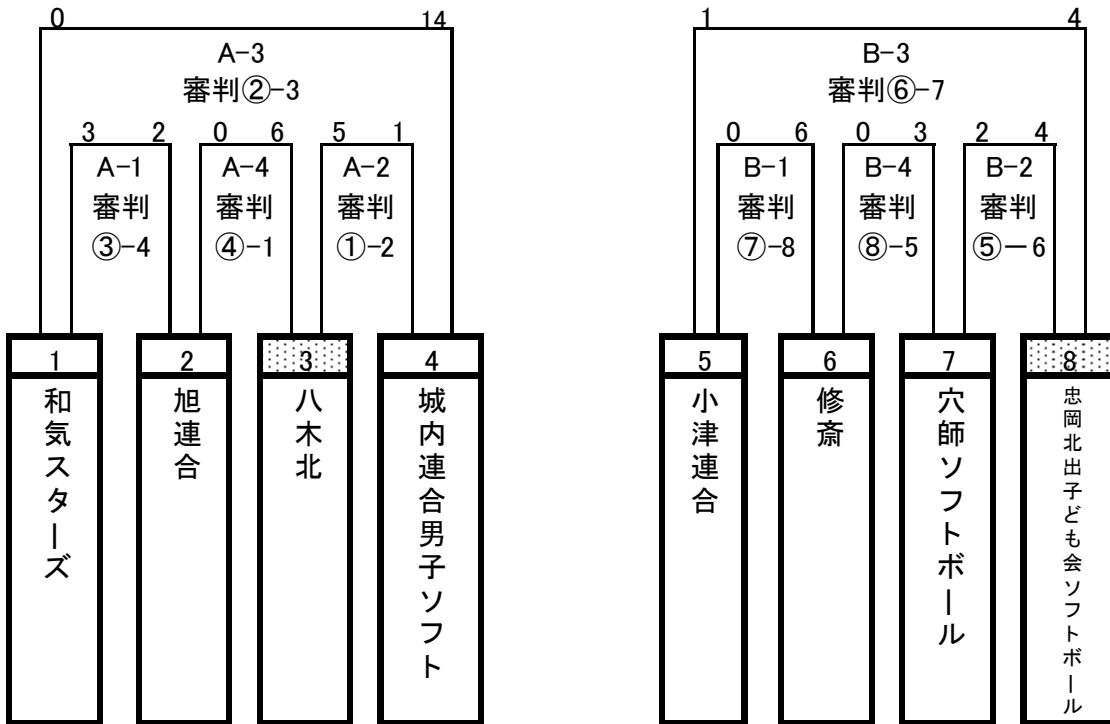 0 14
A-3
審判②-3
3 2 0 6 5 1
A-1 A-4 A-2
審判 審判 審判
③-4 ④-1 ①-2
1 2 3 4
和気スターズ
旭連合
八木北
城内連合男子ソフト
1 4
B-3
審判⑥-7
0 6 0 3 2 4
B-1 B-4 B-2
審判 審判 審判
⑦-8 ⑧-5 ⑤-6
5 6 7 8
小津連合
修斎
穴師ソフトボール
忠岡北出子ども会ソフトボール